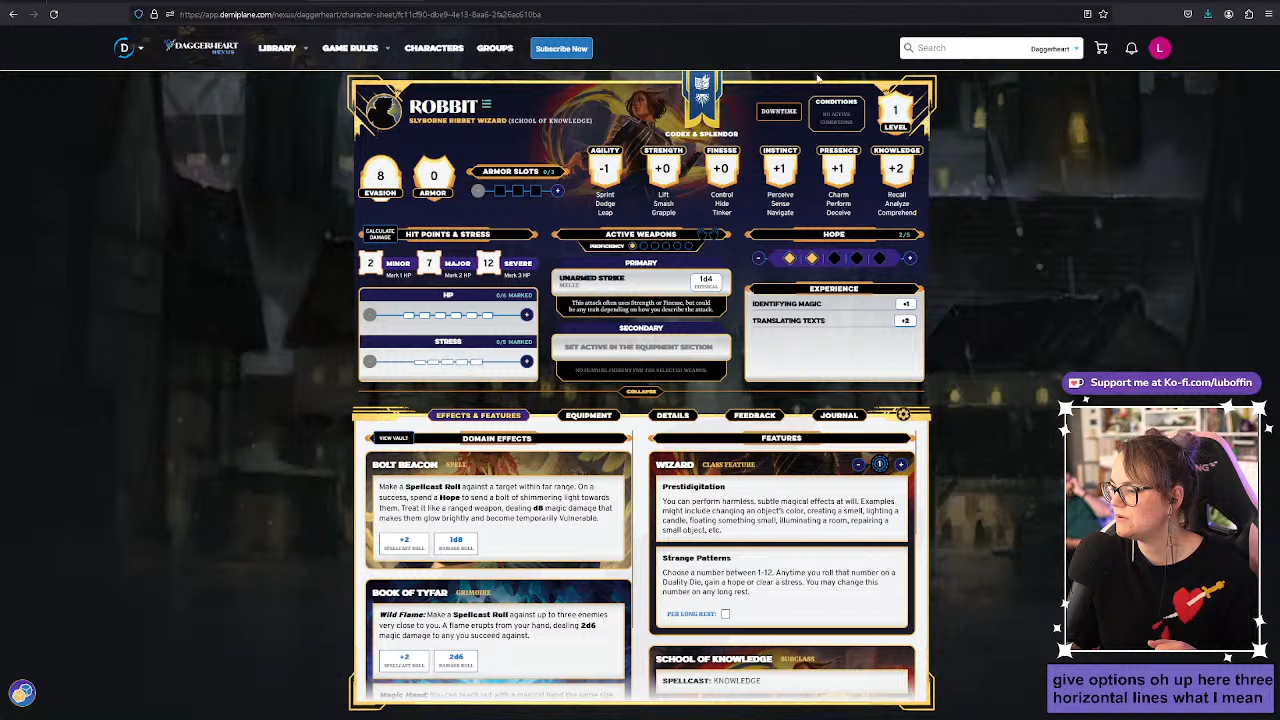 https://app.demiplane.com/nexus/daggerheart/character-sheet/
DAGGERHEART
NEXUS
LIBRARY
GAME RULES
CHARACTERS
GROUPS
Subscribe Now
Search
Daggerheart
L
ROBBIT
SLYBORNE RIBBET WIZARD (SCHOOL OF KNOWLEDGE)
CODEX & SPLENDOR
DOWNTIME
CONDITIONS
NO ACTIVE
CONDITIONS
1
LEVEL
8
EVASION
0
ARMOR
ARMOR SLOTS 0/3
AGILITY
-1
Sprint
Dodge
Leap
STRENGTH
+0
Lift
Smash
Grapple
FINESSE
+0
Control
Hide
Tinker
INSTINCT
+1
Perceive
Sense
Navigate
PRESENCE
+1
Charm
Perform
Deceive
KNOWLEDGE
+2
Recall
Analyze
Comprehend
CALCULATE
DAMAGE
HIT POINTS & STRESS
2
MINOR
Mark 1 HP
7
MAJOR
Mark 2 HP
12
SEVERE
Mark 3 HP
HP
0/6 MARKED
STRESS
0/5 MARKED
ACTIVE WEAPONS
PROFICIENCY
PRIMARY
UNARMED STRIKE
MELEE
1d4
PHYSICAL
This attack often uses Strength or Finesse, but could
be any trait depending on how you describe the attack.
SECONDARY
SET ACTIVE IN THE EQUIPMENT SECTION
NO FEATURE PRESENT FOR THE SELECTED WEAPON.
HOPE
2/5
EXPERIENCE
IDENTIFYING MAGIC
+1
TRANSLATING TEXTS
+2
COLLAPSE
EFFECTS & FEATURES
EQUIPMENT
DETAILS
FEEDBACK
JOURNAL
VIEW VAULT
DOMAIN EFFECTS
BOLT BEACON SPELL
Make a Spellcast Roll against a target within far range. On a
success, spend a Hope to send a bolt of shimmering light towards
them. Treat it like a ranged weapon, dealing d8 magic damage that
makes them glow brightly and become temporarily Vulnerable.
+2
SPELLCAST ROLL
1d8
DAMAGE ROLL
BOOK OF TYFAR GRIMOIRE
Wild Flame: Make a Spellcast Roll against up to three enemies
very close to you. A flame erupts from your hand, dealing 2d6
magic damage to any you succeed against.
+2
SPELLCAST ROLL
2d6
DAMAGE ROLL
Magic Hand: You can reach out with a magical hand the same size
FEATURES
WIZARD CLASS FEATURE
1
Prestidigitation
You can perform harmless, subtle magical effects at will. Examples
might include changing an object's color, creating a smell, lighting a
candle, floating something small, illuminating a room, repairing a
small object, etc.
Strange Patterns
Choose a number between 1-12. Anytime you roll that number on a
Duality Die, gain a hope or clear a stress. You may change this
number on any long rest.
PER LONG REST:
SCHOOL OF KNOWLEDGE SUBCLASS
SPELLCAST: KNOWLEDGE
Support me at Ko-fi.com/luboffin
give options oh up here three
horizontal lines what I mean